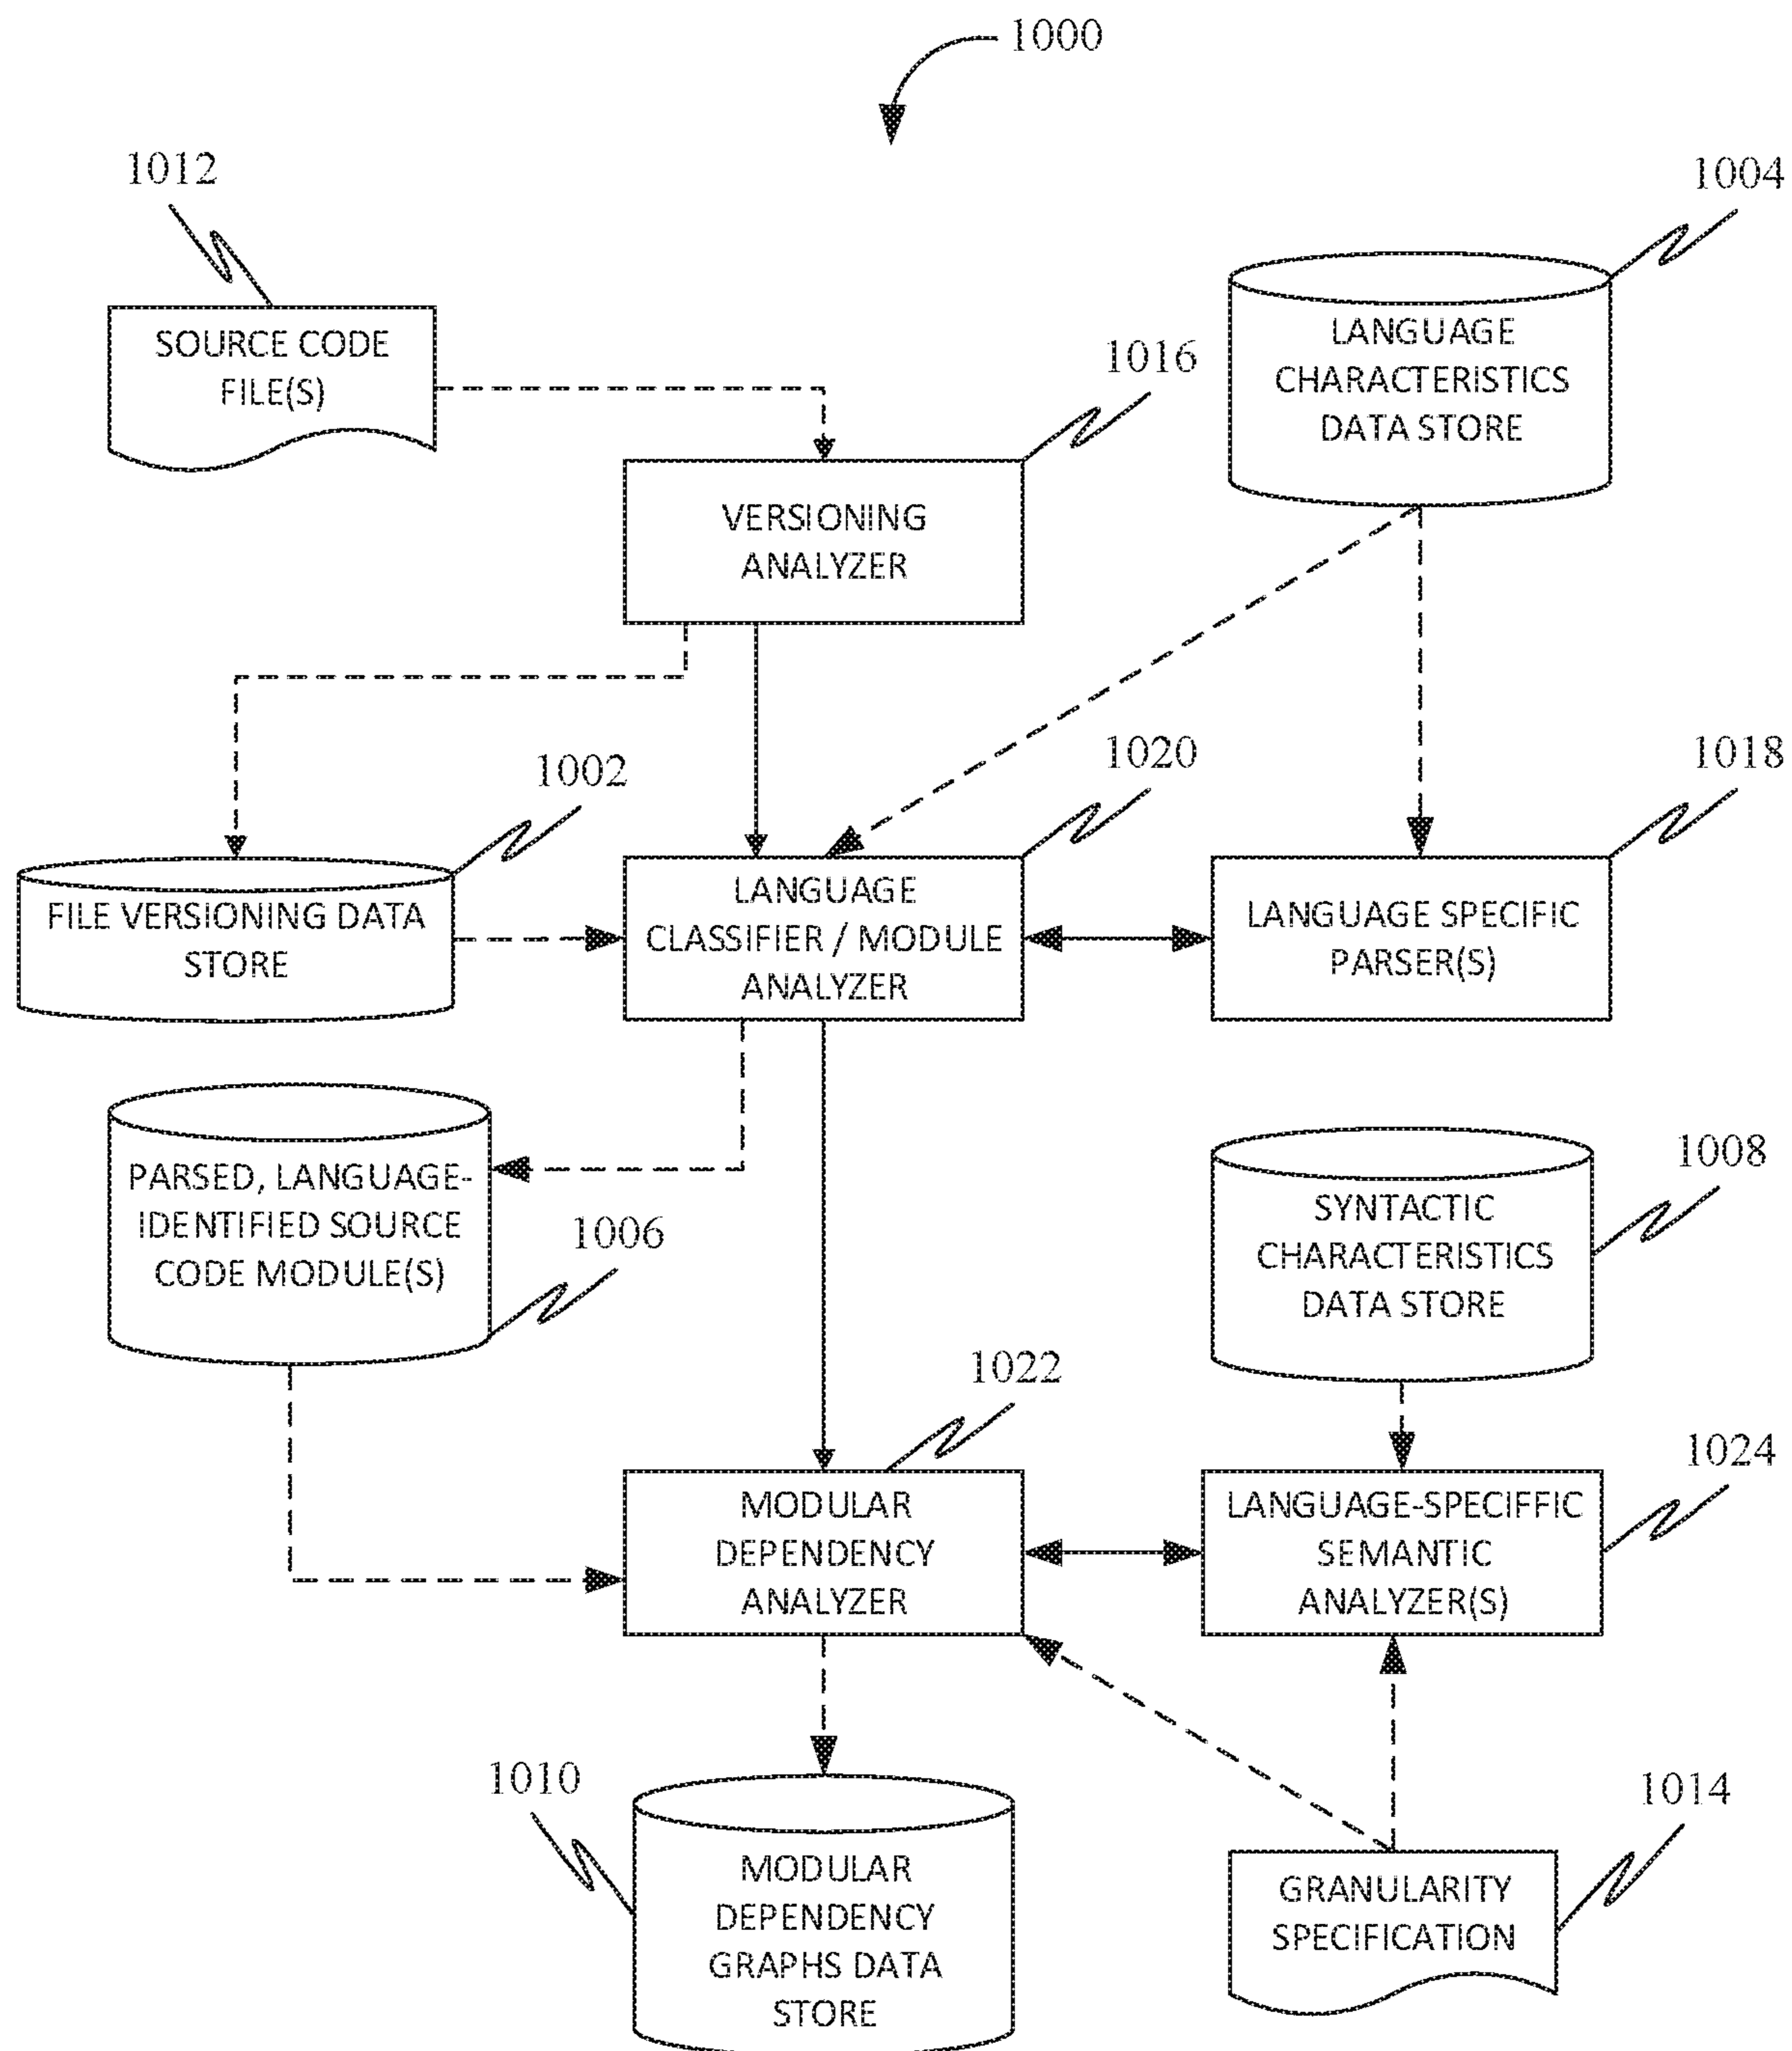 1000
1012
1004
SOURCE CODE
FILE(S)
LANGUAGE
CHARACTERISTICS
DATA STORE
1016
VERSIONING
ANALYZER
1002
1020
1018
FILE VERSIONING DATA
STORE
LANGUAGE
CLASSIFIER / MODULE
ANALYZER
LANGUAGE SPECIFIC
PARSER(S)
PARSED, LANGUAGE-
IDENTIFIED SOURCE
CODE MODULE(S)
1006
1008
SYNTACTIC
CHARACTERISTICS
DATA STORE
1022
1024
MODULAR
DEPENDENCY
ANALYZER
LANGUAGE-SPECIFFIC
SEMANTIC
ANALYZER(S)
1010
1014
MODULAR
DEPENDENCY
GRAPHS DATA
STORE
GRANULARITY
SPECIFICATION